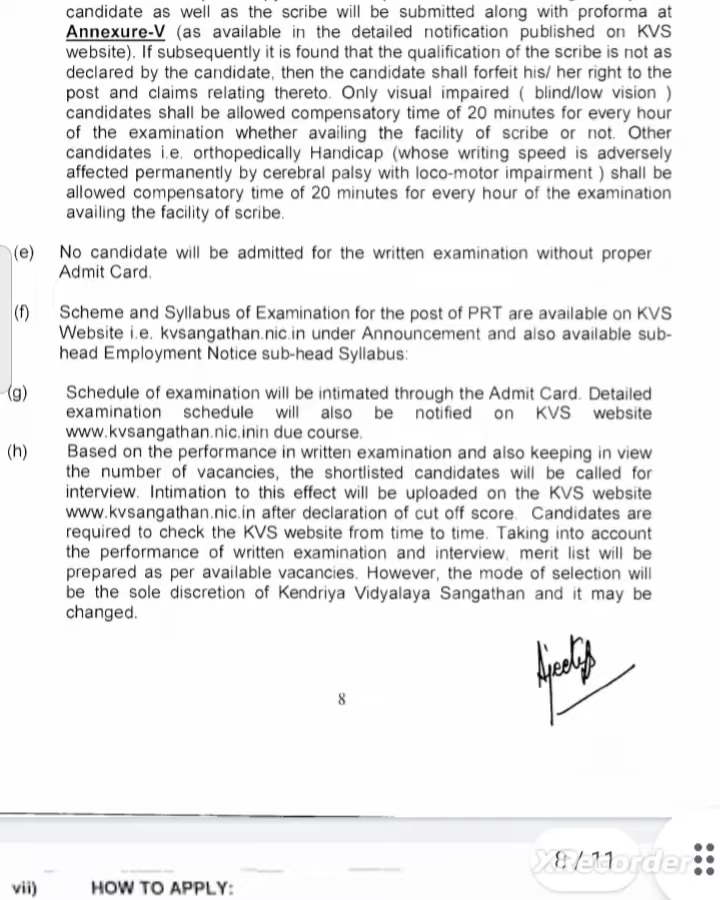 candidate as well as the scribe will be submitted along with proforma at
Annexure-V (as available in the detailed notification published on KVS
website). If subsequently it is found that the qualification of the scribe is not as
declared by the candidate, then the candidate shall forfeit his/ her right to the
post and claims relating thereto. Only visual impaired ( blind/low vision )
candidates shall be allowed compensatory time of 20 minutes for every hour
of the examination whether availing the facility of scribe or not. Other
candidates i.e. orthopedically Handicap (whose writing speed is adversely
affected permanently by cerebral palsy with loco-motor impairment ) shall be
allowed compensatory time of 20 minutes for every hour of the examination
availing the facility of scribe.
(e) No candidate will be admitted for the written examination without proper
Admit Card.
(f) Scheme and Syllabus of Examination for the post of PRT are available on KVS
Website i.e. kvsangathan.nic.in under Announcement and also available sub-
head Employment Notice sub-head Syllabus:
(g) Schedule of examination will be intimated through the Admit Card. Detailed
examination schedule will also be notified on KVS website
www.kvsangathan.nic.inin due course.
(h) Based on the performance in written examination and also keeping in view
the number of vacancies, the shortlisted candidates will be called for
interview. Intimation to this effect will be uploaded on the KVS website
www.kvsangathan.nic.in after declaration of cut off score. Candidates are
required to check the KVS website from time to time. Taking into account
the performance of written examination and interview, merit list will be
prepared as per available vacancies. However, the mode of selection will
be the sole discretion of Kendriya Vidyalaya Sangathan and it may be
changed.
8
8/11
XRecorder
vii) HOW TO APPLY: